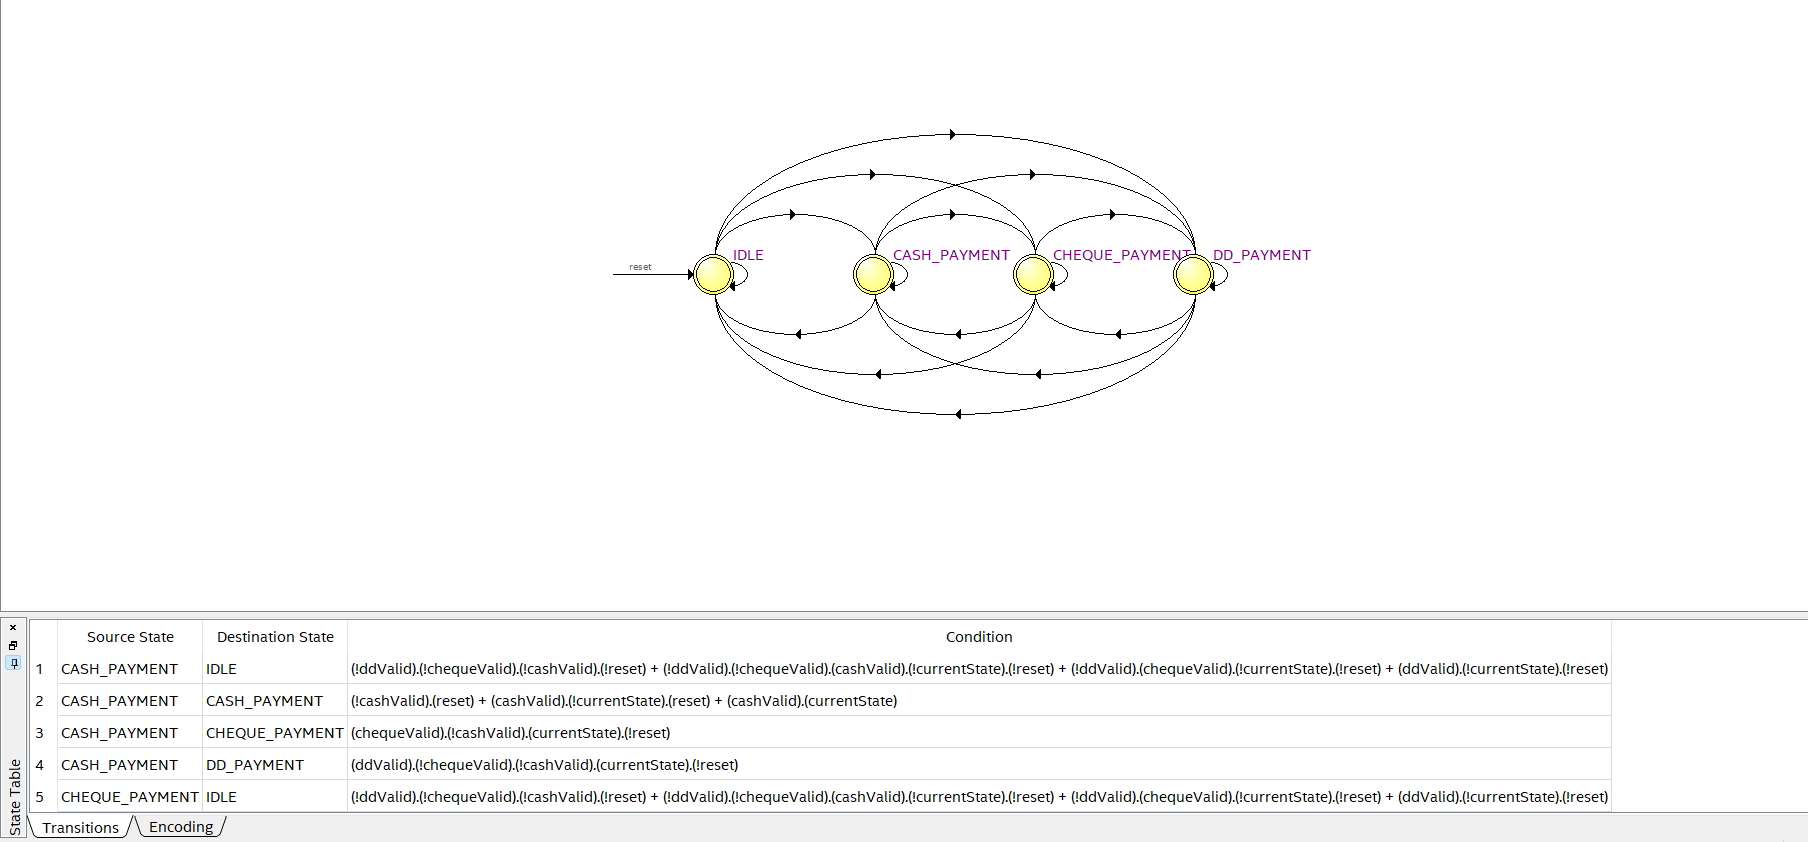 IDLE CASH_PAYMENT CHEQUE_PAYMENT DD_PAYMENT
reset
Source State Destination State Condition
1 CASH_PAYMENT IDLE (!ddValid).(!chequeValid).(!cashValid).(!reset) + (!ddValid).(!chequeValid).(cashValid).(!currentState).(!reset) + (!ddValid).(chequeValid).(!currentState).(!reset) + (ddValid).(!currentState).(!reset)
2 CASH_PAYMENT CASH_PAYMENT (!cashValid).(reset) + (cashValid).(!currentState).(reset) + (cashValid).(currentState)
3 CASH_PAYMENT CHEQUE_PAYMENT (chequeValid).(!cashValid).(currentState).(!reset)
4 CASH_PAYMENT DD_PAYMENT (ddValid).(!chequeValid).(!cashValid).(currentState).(!reset)
5 CHEQUE_PAYMENT IDLE (!ddValid).(!chequeValid).(!cashValid).(!reset) + (!ddValid).(!chequeValid).(cashValid).(!currentState).(!reset) + (!ddValid).(chequeValid).(!currentState).(!reset) + (ddValid).(!currentState).(!reset)
State Table
Transitions Encoding